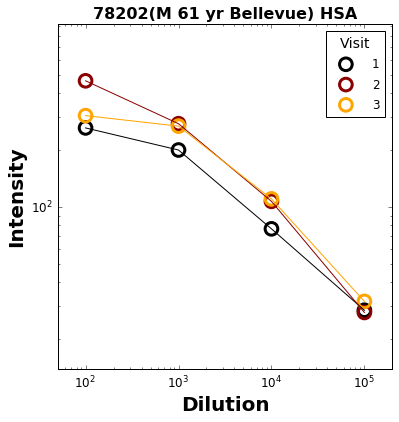 78202(M 61 yr Bellevue) HSA
Visit
1
2
3
Intensity
10²
10² 10³ 10⁴ 10⁵
Dilution